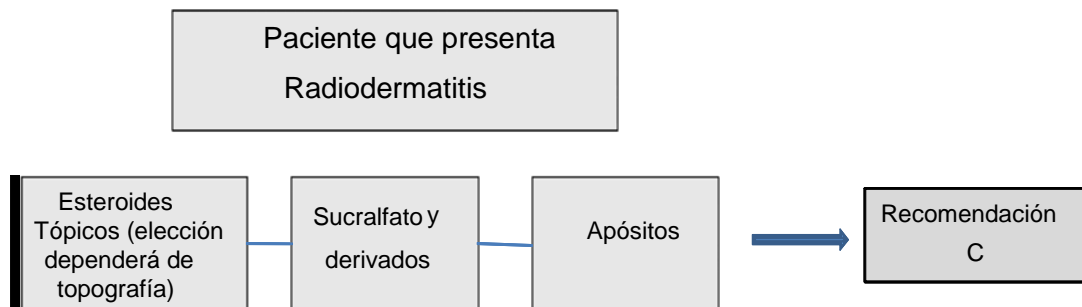 Paciente que presenta
Radiodermatitis
Esteroides
Tópicos (elección
dependerá de
topografía)
Sucralfato y
derivados
Apósitos
Recomendación
C